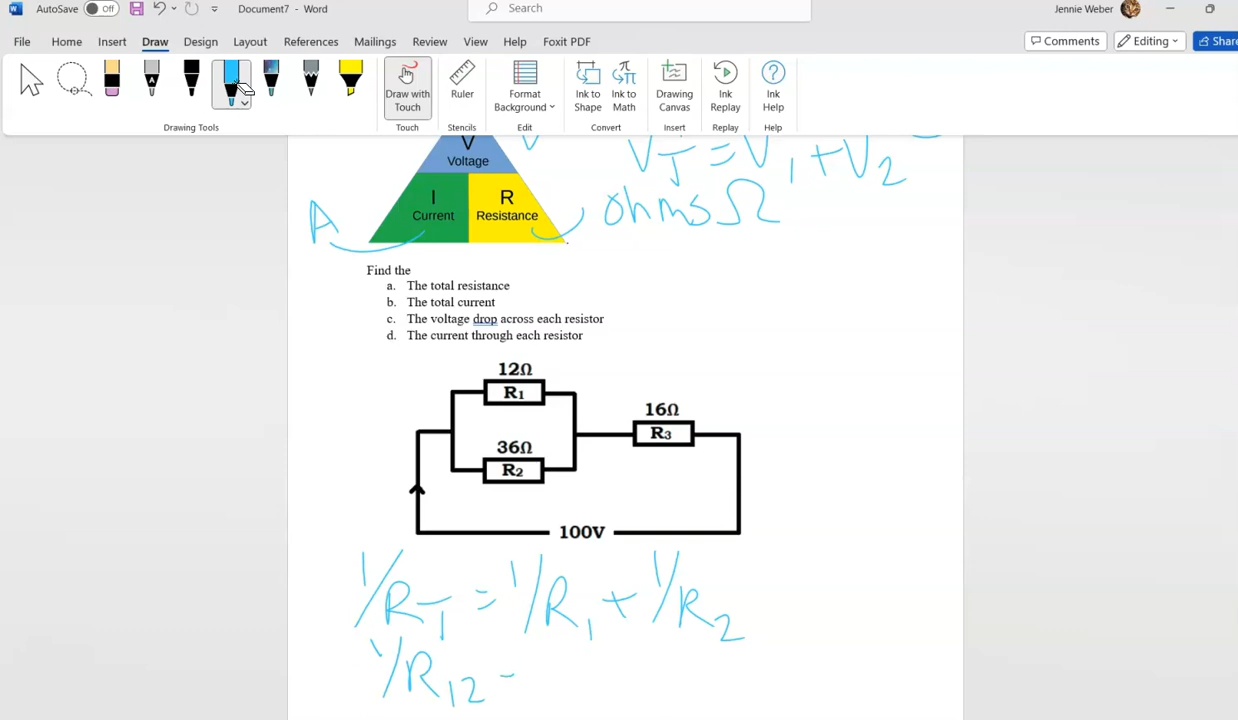 AutoSave Off Document7 - Word Search Jennie Weber
File Home Insert Draw Design Layout References Mailings Review View Help Foxit PDF Comments Editing Share
A
Draw with Touch
Ruler
Format Background
Ink to Shape
Ink to Math
Drawing Canvas
Ink Replay
Ink Help
Drawing Tools Touch Stencils Edit Convert Insert Replay Help
V
Voltage
V
V_T = V_1 + V_2
I
Current
R
Resistance
A
ohms Ω
Find the
a. The total resistance
b. The total current
c. The voltage drop across each resistor
d. The current through each resistor
12Ω
R₁
16Ω
R₃
36Ω
R₂
100V
1/R_T = 1/R_1 + 1/R_2
1/R_12 -